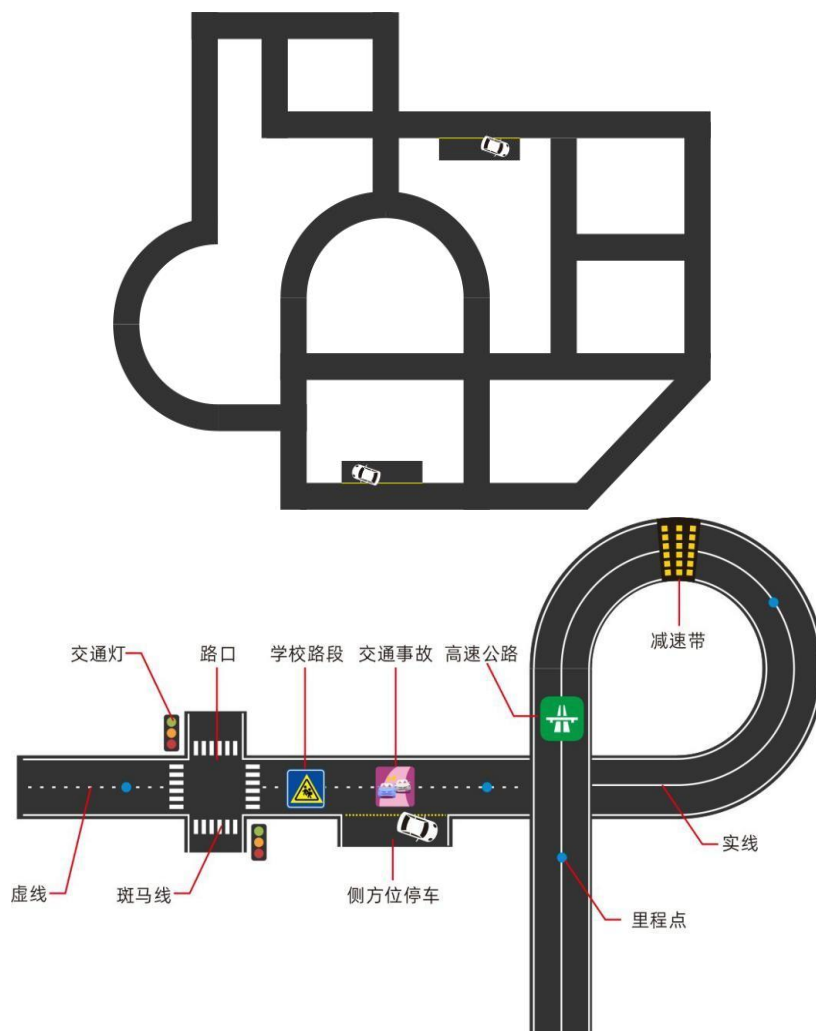 减速带
交通灯
路口
学校路段
交通事故
高速公路
实线
虚线
斑马线
侧方位停车
里程点